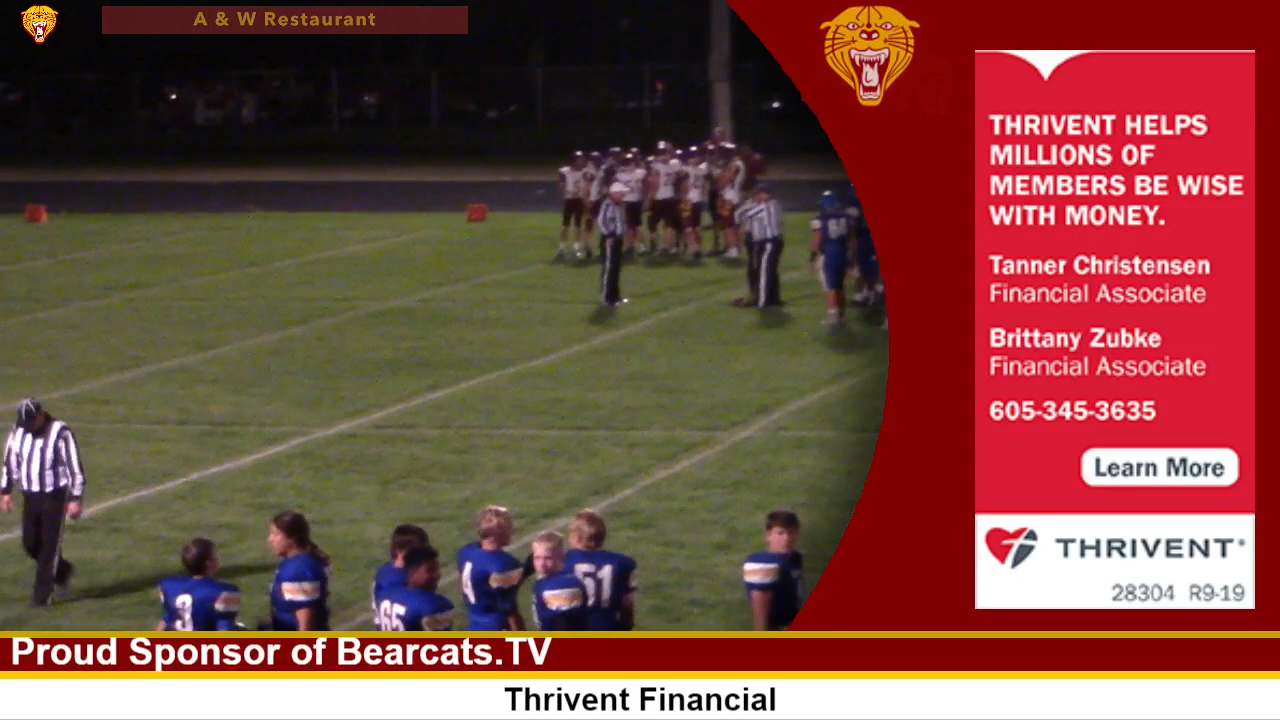 A & W Restaurant
THRIVENT HELPS
MILLIONS OF
MEMBERS BE WISE
WITH MONEY.
Tanner Christensen
Financial Associate
Brittany Zubke
Financial Associate
605-345-3635
Learn More
THRIVENT®
28304 R9-19
3
65
4
51
Proud Sponsor of Bearcats.TV
Thrivent Financial